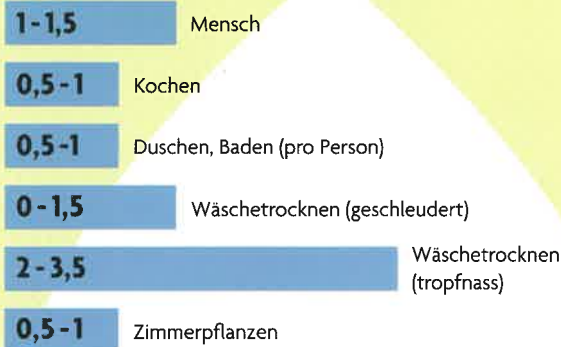 1 - 1,5 Mensch
0,5 - 1 Kochen
0,5 - 1 Duschen, Baden (pro Person)
0 - 1,5 Wäschetrocknen (geschleudert)
2 - 3,5 Wäschetrocknen
(tropfnass)
0,5 - 1 Zimmerpflanzen